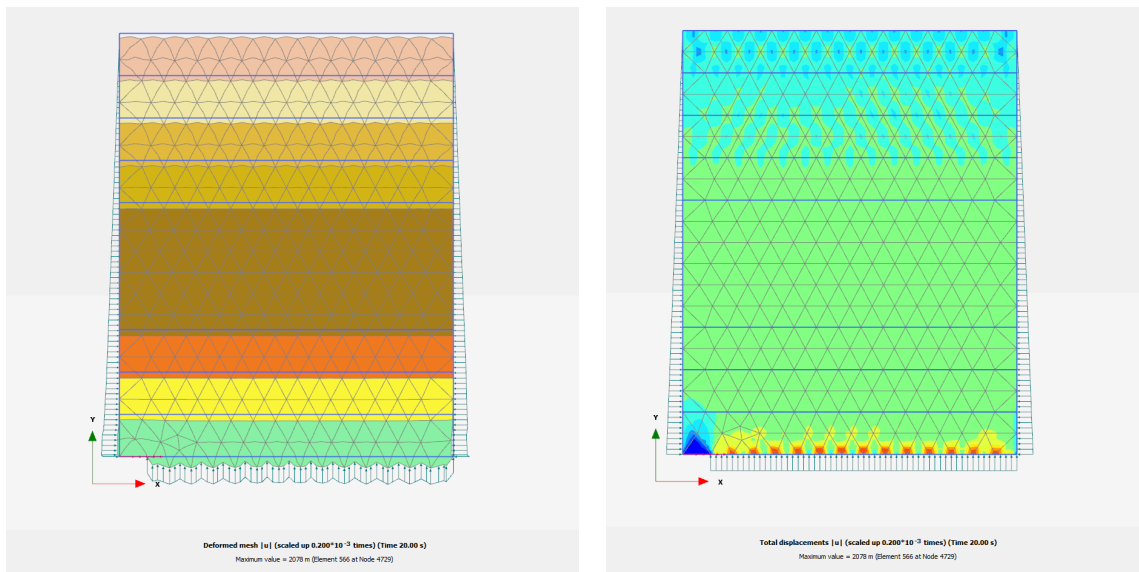 Y
X
Deformed mesh |u| (scaled up 0.200*10 -3 times) (Time 20.00 s)
Maximum value = 2078 m (Element 566 at Node 4729)
Y
X
Total displacements |u| (scaled up 0.200*10 -3 times) (Time 20.00 s)
Maximum value = 2078 m (Element 566 at Node 4729)